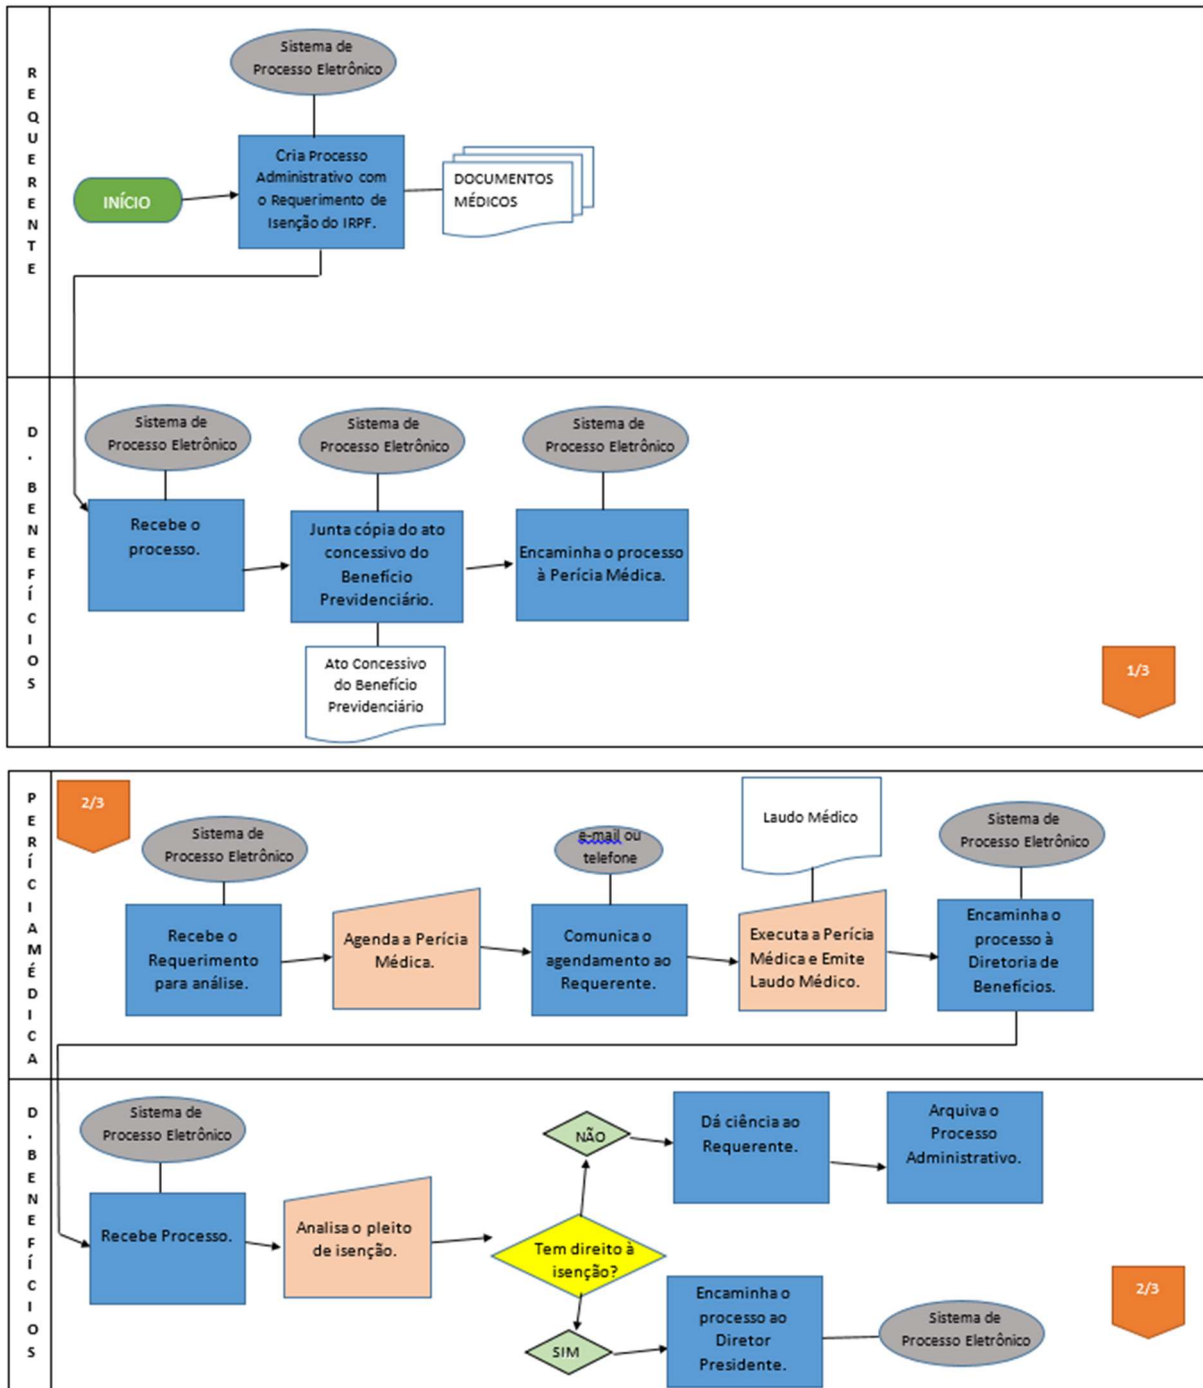 REQUERENTE
Sistema de
Processo Eletrônico
INÍCIO
Cria Processo
Administrativo com
o Requerimento de
Isenção do IRPF.
DOCUMENTOS
MÉDICOS
D. BENEFÍCIOS
Sistema de
Processo Eletrônico
Sistema de
Processo Eletrônico
Sistema de
Processo Eletrônico
Recebe o
processo.
Junta cópia do ato
concessivo do
Benefício
Previdenciário.
Encaminha o processo
à Perícia Médica.
Ato Concessivo
do Benefício
Previdenciário
1/3
PERÍCIAMÉDICA
2/3
Sistema de
Processo Eletrônico
e-mail ou
telefone
Laudo Médico
Sistema de
Processo Eletrônico
Recebe o
Requerimento
para análise.
Agenda a Perícia
Médica.
Comunica o
agendamento ao
Requerente.
Executa a Perícia
Médica e Emite
Laudo Médico.
Encaminha o
processo à
Diretoria de
Benefícios.
D.BENEFÍCIOS
Sistema de
Processo Eletrônico
Recebe Processo.
Analisa o pleito
de isenção.
Tem direito à
isenção?
NÃO
Dá ciência ao
Requerente.
Arquiva o
Processo
Administrativo.
SIM
Encaminha o
processo ao
Diretor
Presidente.
Sistema de
Processo Eletrônico
2/3